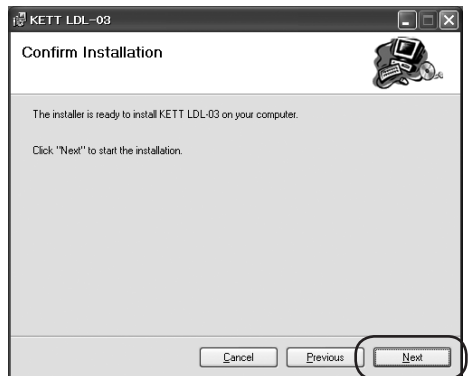 KETT LDL-03
Confirm Installation
The installer is ready to install KETT LDL-03 on your computer.
Click "Next" to start the installation.
Cancel
Previous
Next